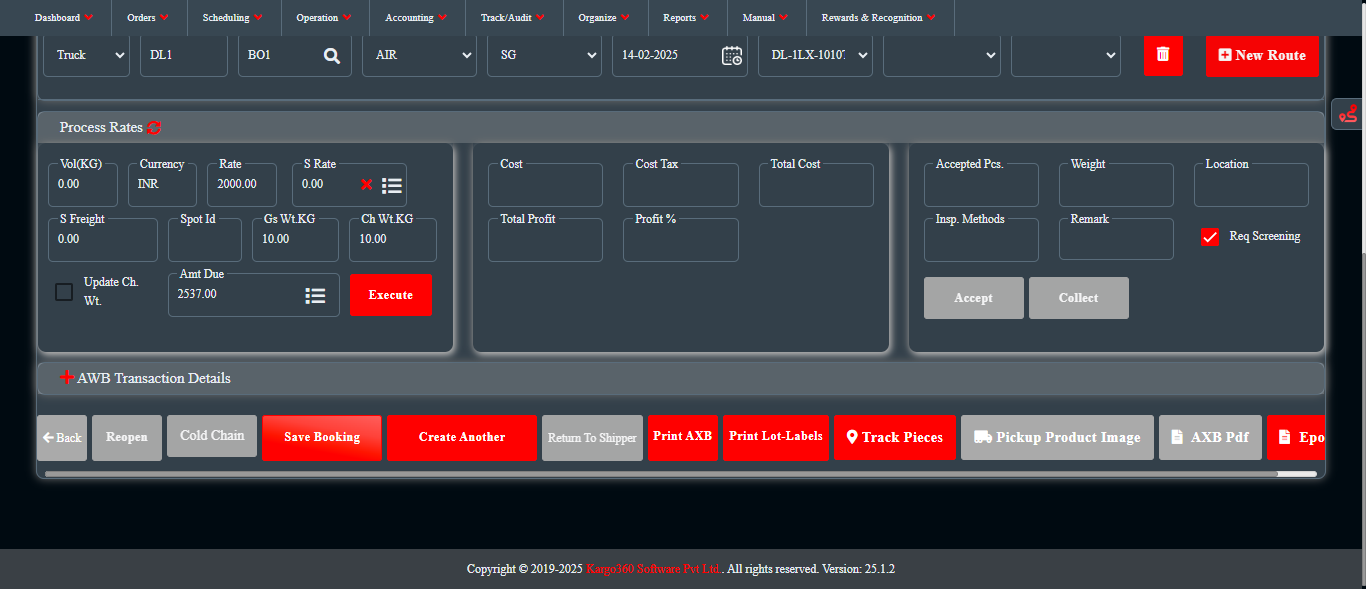 Dashboard Orders Scheduling Operation Accounting Track/Audit Organize Reports Manual Rewards & Recognition
Truck DL1 BO1 AIR SG 14-02-2025 DL-1LX-1010 New Route
Process Rates
Vol(KG) Currency Rate S Rate Cost Cost Tax Total Cost Accepted Pcs. Weight Location
0.00 INR 2000.00 0.00
S Freight Spot Id Gs Wt.KG Ch Wt.KG Total Profit Profit % Insp. Methods Remark
0.00 10.00 10.00 Req Screening
Update Ch. Wt. Amt Due
2537.00 Execute Accept Collect
AWB Transaction Details
Back Reopen Cold Chain Save Booking Create Another Return To Shipper Print AXB Print Lot-Labels Track Pieces Pickup Product Image AXB Pdf Epo
Copyright © 2019-2025 Kargo360 Software Pvt Ltd.. All rights reserved. Version: 25.1.2